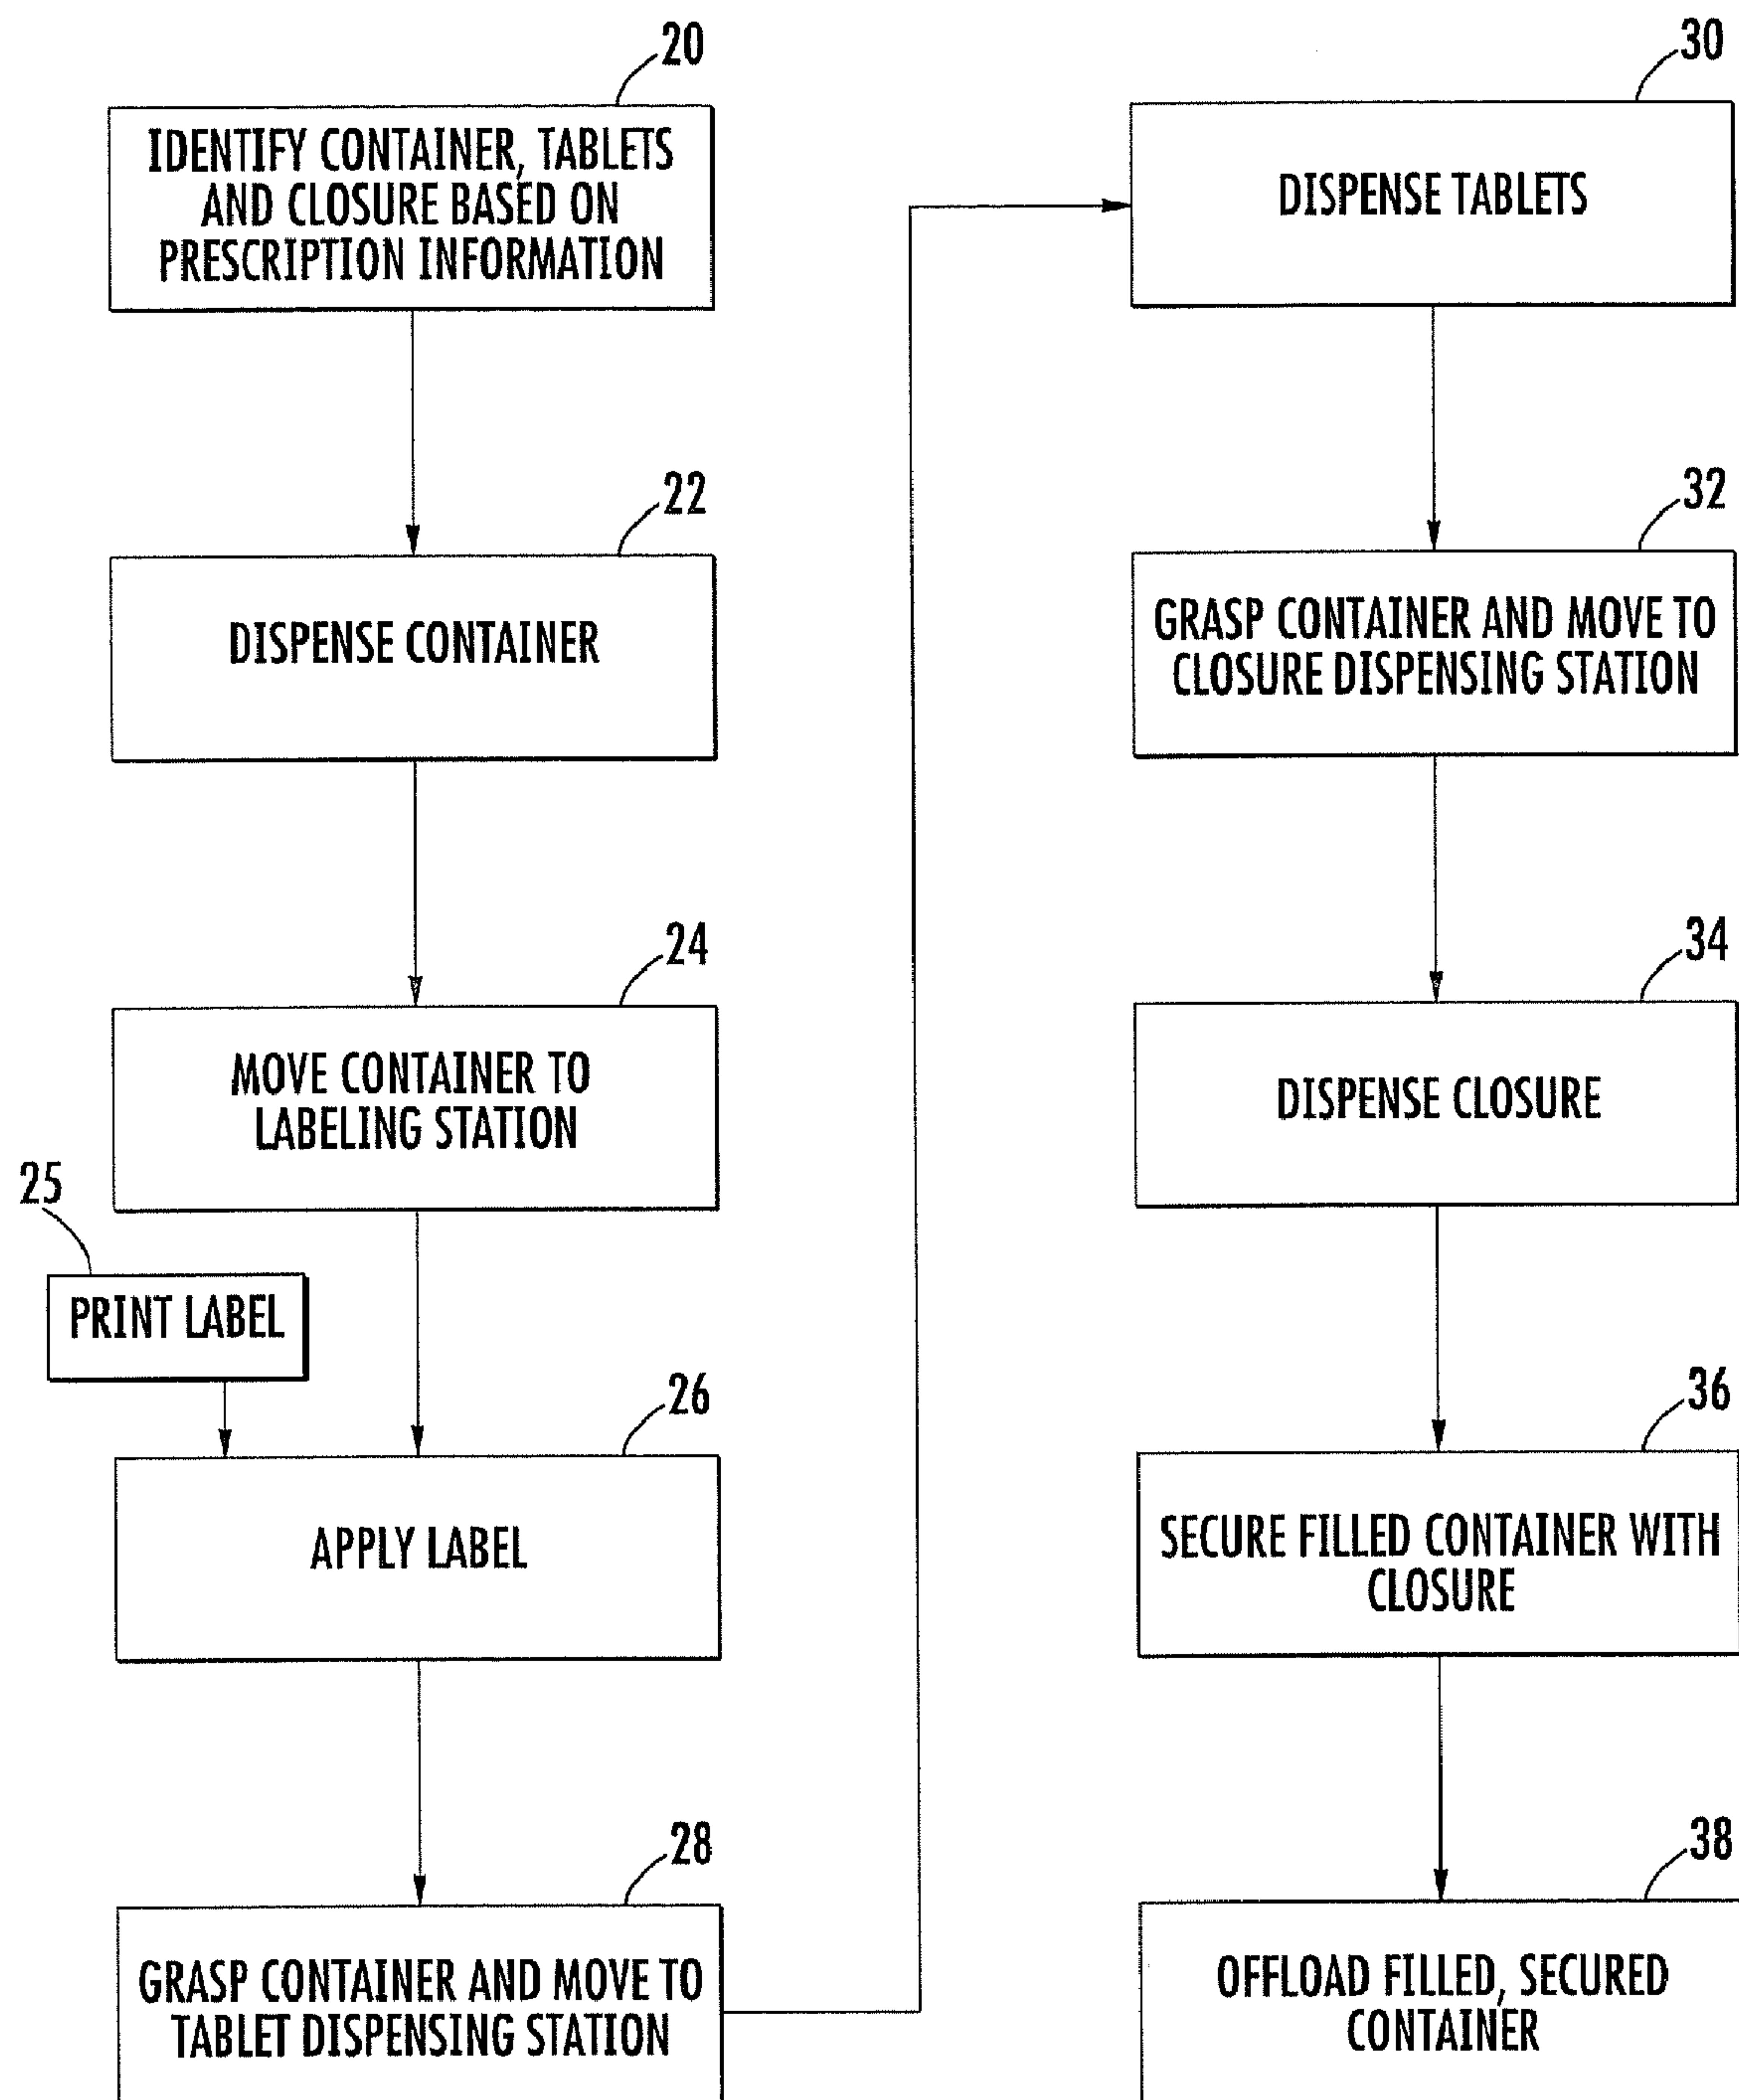 20
IDENTIFY CONTAINER, TABLETS
AND CLOSURE BASED ON
PRESCRIPTION INFORMATION
22
DISPENSE CONTAINER
24
MOVE CONTAINER TO
LABELING STATION
25
PRINT LABEL
26
APPLY LABEL
28
GRASP CONTAINER AND MOVE TO
TABLET DISPENSING STATION
30
DISPENSE TABLETS
32
GRASP CONTAINER AND MOVE TO
CLOSURE DISPENSING STATION
34
DISPENSE CLOSURE
36
SECURE FILLED CONTAINER WITH
CLOSURE
38
OFFLOAD FILLED, SECURED
CONTAINER